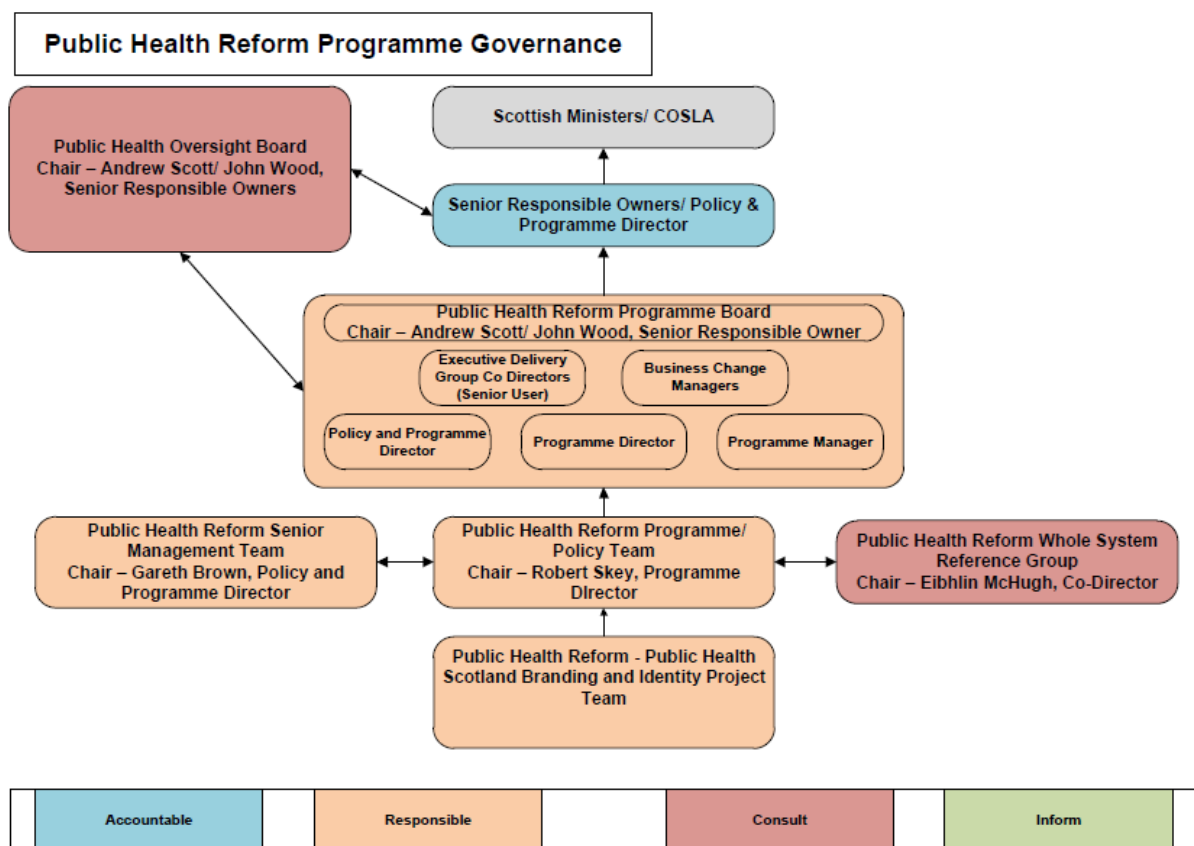 Public Health Reform Programme Governance
Public Health Oversight Board
Chair – Andrew Scott/ John Wood,
Senior Responsible Owners
Scottish Ministers/ COSLA
Senior Responsible Owners/ Policy &
Programme Director
Public Health Reform Programme Board
Chair – Andrew Scott/ John Wood, Senior Responsible Owner
Executive Delivery
Group Co Directors
(Senior User)
Business Change
Managers
Policy and Programme
Director
Programme Director
Programme Manager
Public Health Reform Senior
Management Team
Chair – Gareth Brown, Policy and
Programme Director
Public Health Reform Programme/
Policy Team
Chair – Robert Skey, Programme
DIrector
Public Health Reform Whole System
Reference Group
Chair – Eibhlin McHugh, Co-Director
Public Health Reform - Public Health
Scotland Branding and Identity Project
Team
Accountable
Responsible
Consult
Inform